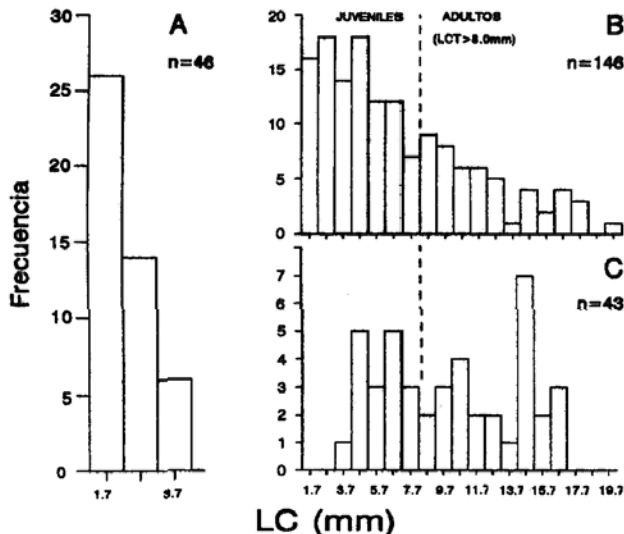 A
n=46
30
25
20
15
10
5
0
1.7 3.7
Frecuencia
JUVENILES ADULTOS
(LCT>8.0mm)
B
n=146
20
15
10
5
0
C
n=43
7
6
5
4
3
2
1
0
1.7 3.7 5.7 7.7 9.7 11.7 13.7 15.7 17.7 19.7
LC (mm)